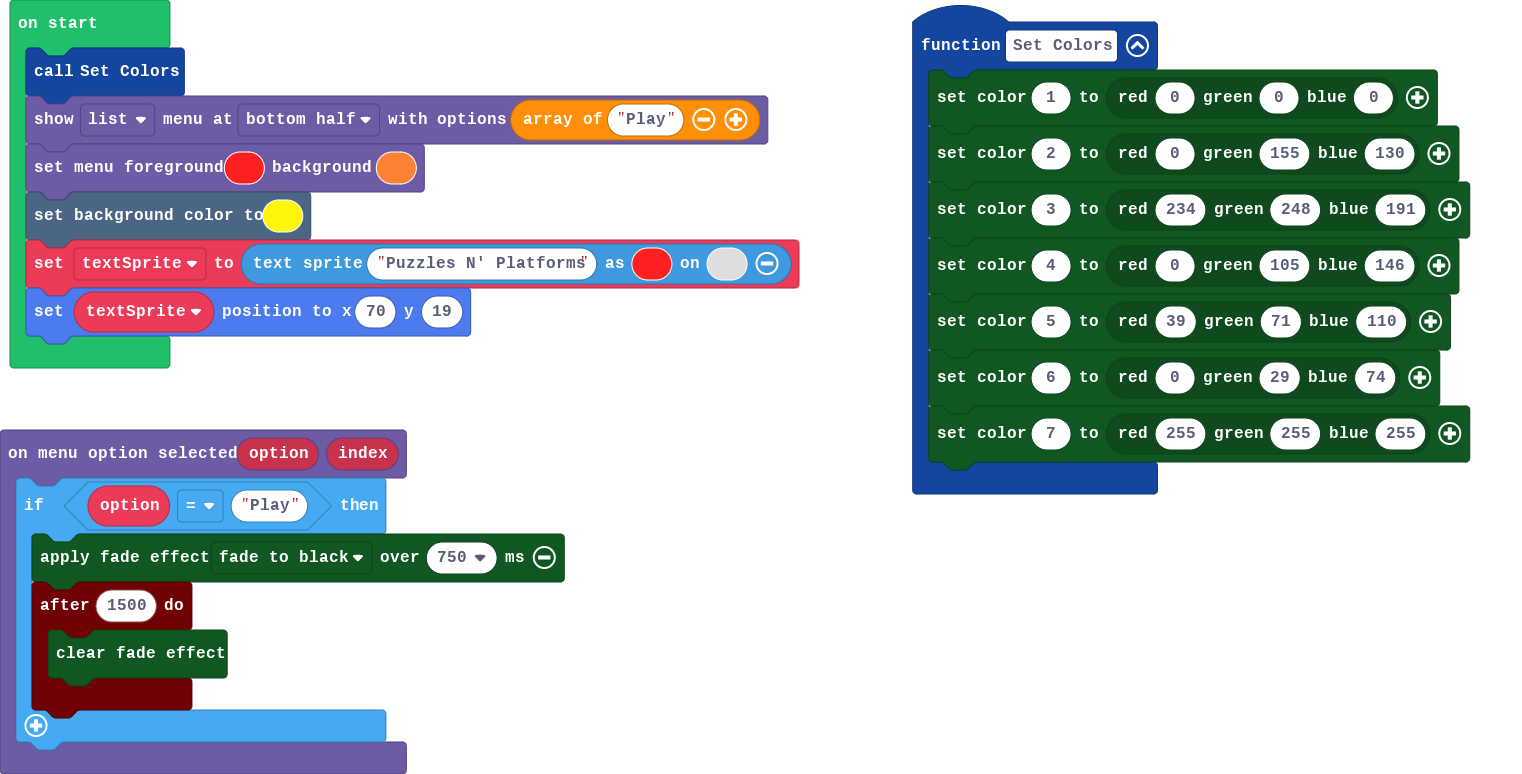 on start
call Set Colors
show list menu at bottom half with options array of "Play"
set menu foreground background
set background color to
set textSprite to text sprite "Puzzles N' Platforms" as on
set textSprite position to x 70 y 19
on menu option selected option index
if option = "Play" then
apply fade effect fade to black over 750 ms
after 1500 do
clear fade effect
function Set Colors
set color 1 to red 0 green 0 blue 0
set color 2 to red 0 green 155 blue 130
set color 3 to red 234 green 248 blue 191
set color 4 to red 0 green 105 blue 146
set color 5 to red 39 green 71 blue 110
set color 6 to red 0 green 29 blue 74
set color 7 to red 255 green 255 blue 255